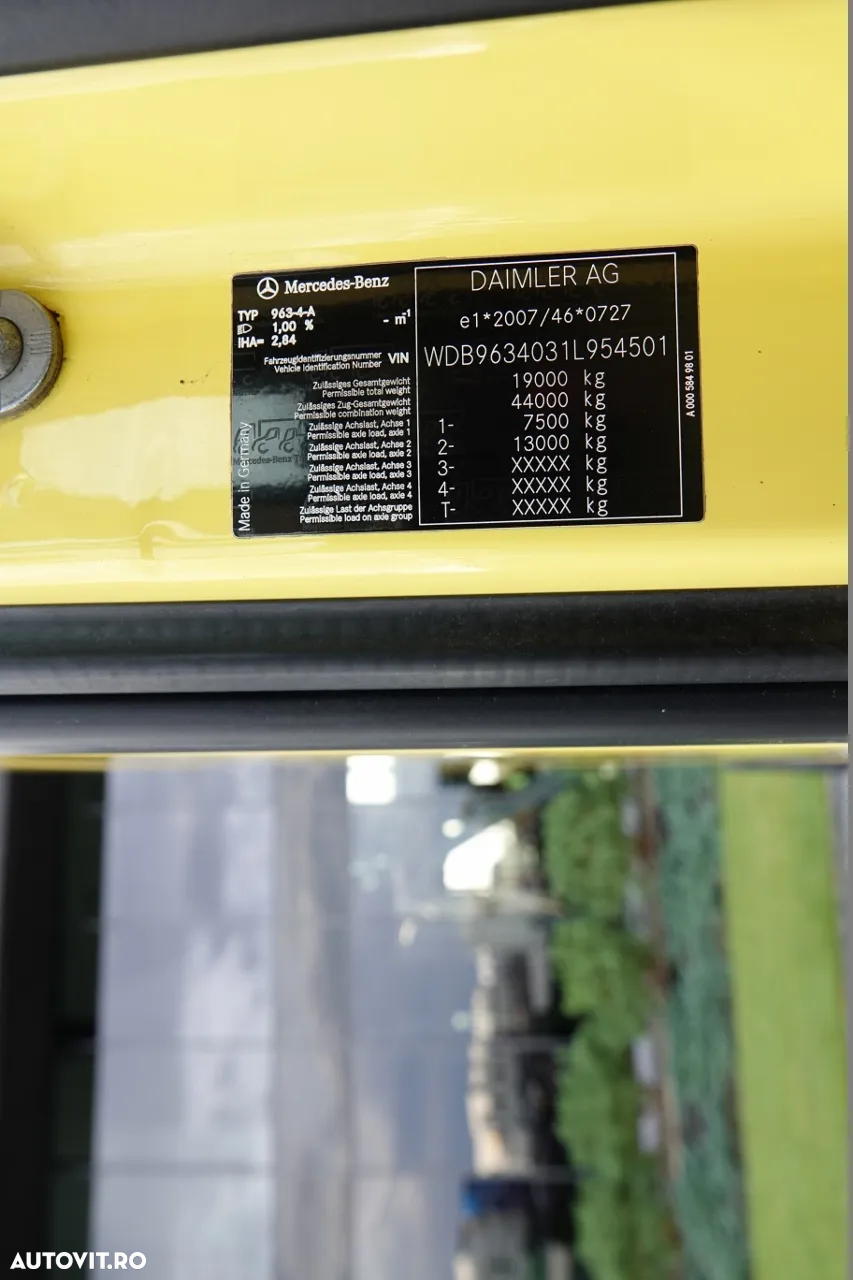 Mercedes-Benz
TYP 963-4-A
1,00 % - m-1
IHA= 2,84
Fahrzeugidentifizierungsnummer
Vehicle Identification Number VIN
Zulässiges Gesamtgewicht
Permissible total weight
Zulässiges Zug-Gesamtgewicht
Permissible combination weight
Zulässige Achslast, Achse 1
Permissible axle load, axle 1
Zulässige Achslast, Achse 2
Permissible axle load, axle 2
Zulässige Achslast, Achse 3
Permissible axle load, axle 3
Zulässige Achslast, Achse 4
Permissible axle load, axle 4
Zulässige Last der Achsgruppe
Permissible load on axle group
Made in Germany
DAIMLER AG
e1*2007/46*0727
WDB9634031L954501
19000 kg
44000 kg
1- 7500 kg
2- 13000 kg
3- XXXXX kg
4- XXXXX kg
T- XXXXX kg
A 000 584 98 01
AUTOVIT.RO